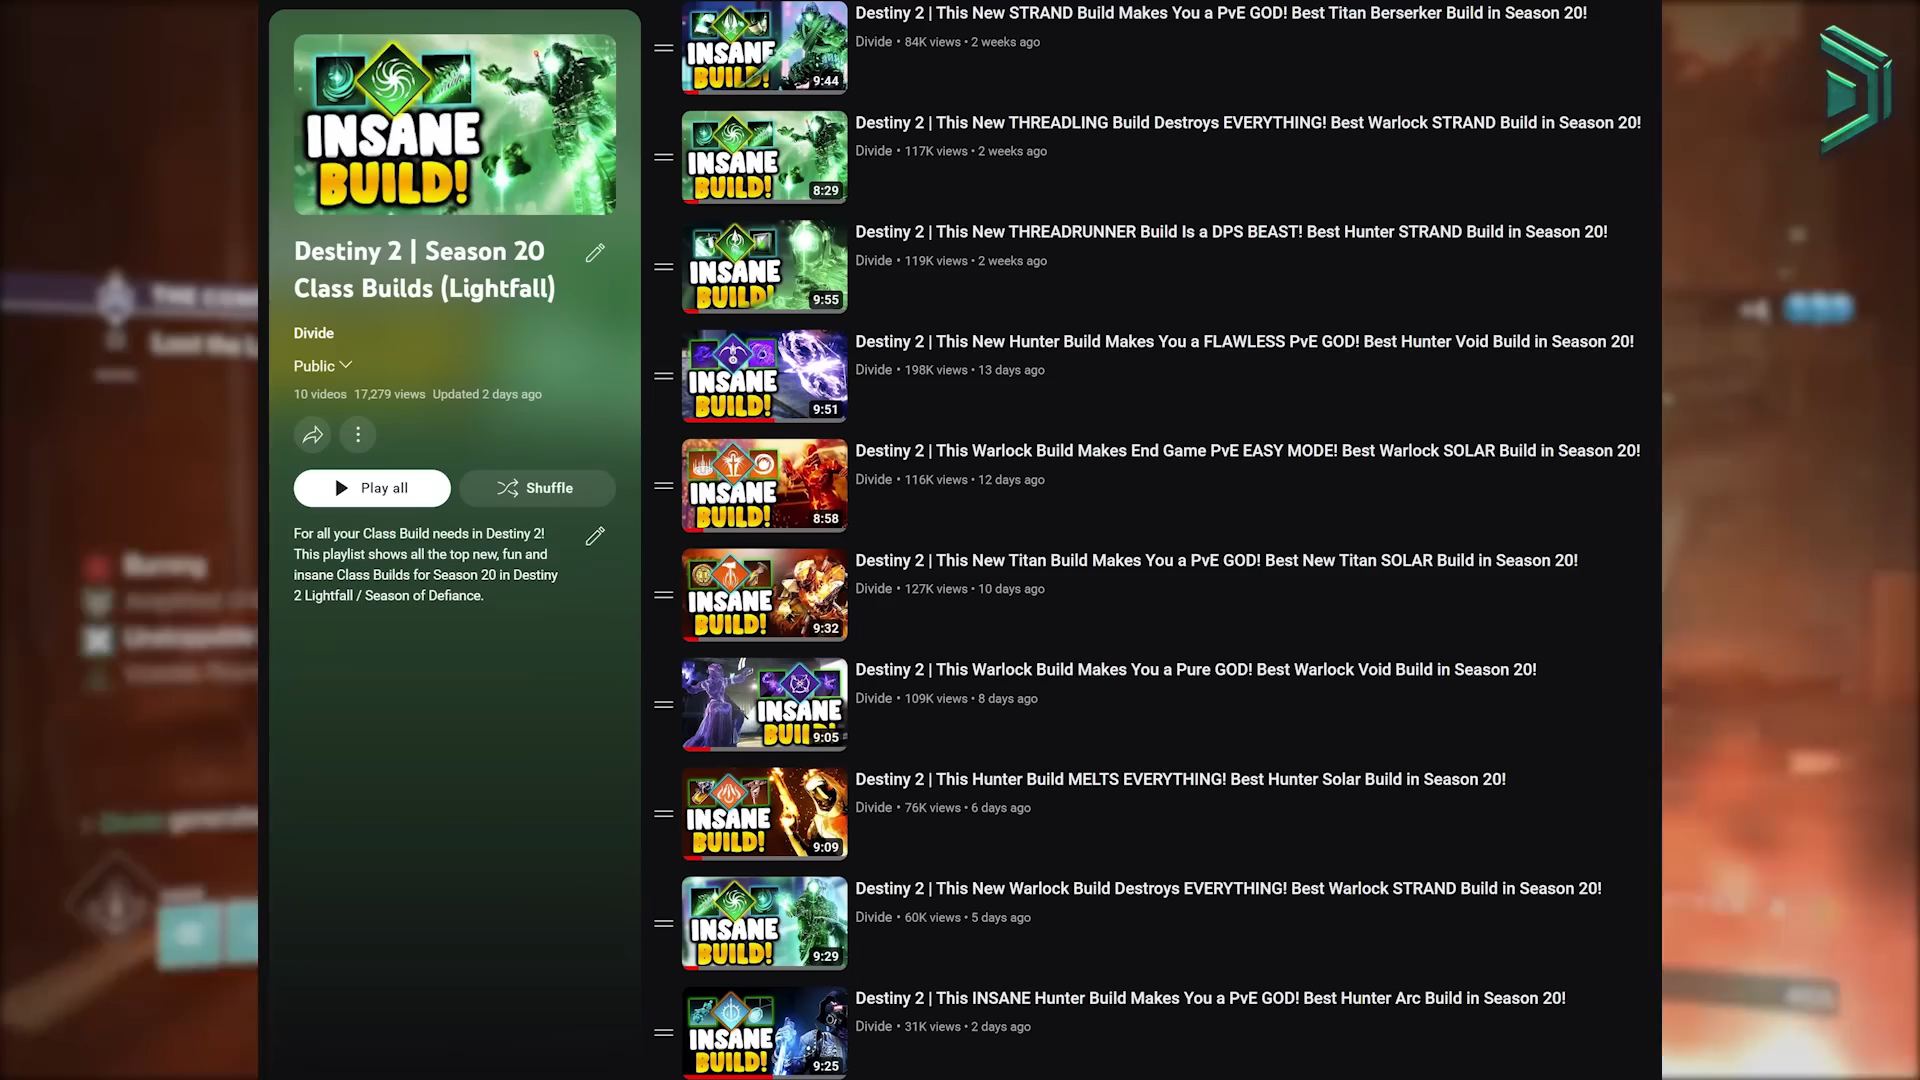 INSANE
BUILD!
Destiny 2 | Season 20
Class Builds (Lightfall)
Divide
Public
10 videos 17,279 views Updated 2 days ago
Play all
Shuffle
For all your Class Build needs in Destiny 2!
This playlist shows all the top new, fun and
insane Class Builds for Season 20 in Destiny
2 Lightfall / Season of Defiance.
INSANE
BUILD!
9:44
Destiny 2 | This New STRAND Build Makes You a PvE GOD! Best Titan Berserker Build in Season 20!
Divide • 84K views • 2 weeks ago
INSANE
BUILD!
8:29
Destiny 2 | This New THREADLING Build Destroys EVERYTHING! Best Warlock STRAND Build in Season 20!
Divide • 117K views • 2 weeks ago
INSANE
BUILD!
9:55
Destiny 2 | This New THREADRUNNER Build Is a DPS BEAST! Best Hunter STRAND Build in Season 20!
Divide • 119K views • 2 weeks ago
INSANE
BUILD!
9:51
Destiny 2 | This New Hunter Build Makes You a FLAWLESS PvE GOD! Best Hunter Void Build in Season 20!
Divide • 198K views • 13 days ago
INSANE
BUILD!
8:58
Destiny 2 | This Warlock Build Makes End Game PvE EASY MODE! Best Warlock SOLAR Build in Season 20!
Divide • 116K views • 12 days ago
INSANE
BUILD!
9:32
Destiny 2 | This New Titan Build Makes You a PvE GOD! Best New Titan SOLAR Build in Season 20!
Divide • 127K views • 10 days ago
INSANE
BUIL
9:05
Destiny 2 | This Warlock Build Makes You a Pure GOD! Best Warlock Void Build in Season 20!
Divide • 109K views • 8 days ago
INSANE
BUILD!
9:09
Destiny 2 | This Hunter Build MELTS EVERYTHING! Best Hunter Solar Build in Season 20!
Divide • 76K views • 6 days ago
INSANE
BUILD!
9:29
Destiny 2 | This New Warlock Build Destroys EVERYTHING! Best Warlock STRAND Build in Season 20!
Divide • 60K views • 5 days ago
INSANE
BUILD!
9:25
Destiny 2 | This INSANE Hunter Build Makes You a PvE GOD! Best Hunter Arc Build in Season 20!
Divide • 31K views • 2 days ago